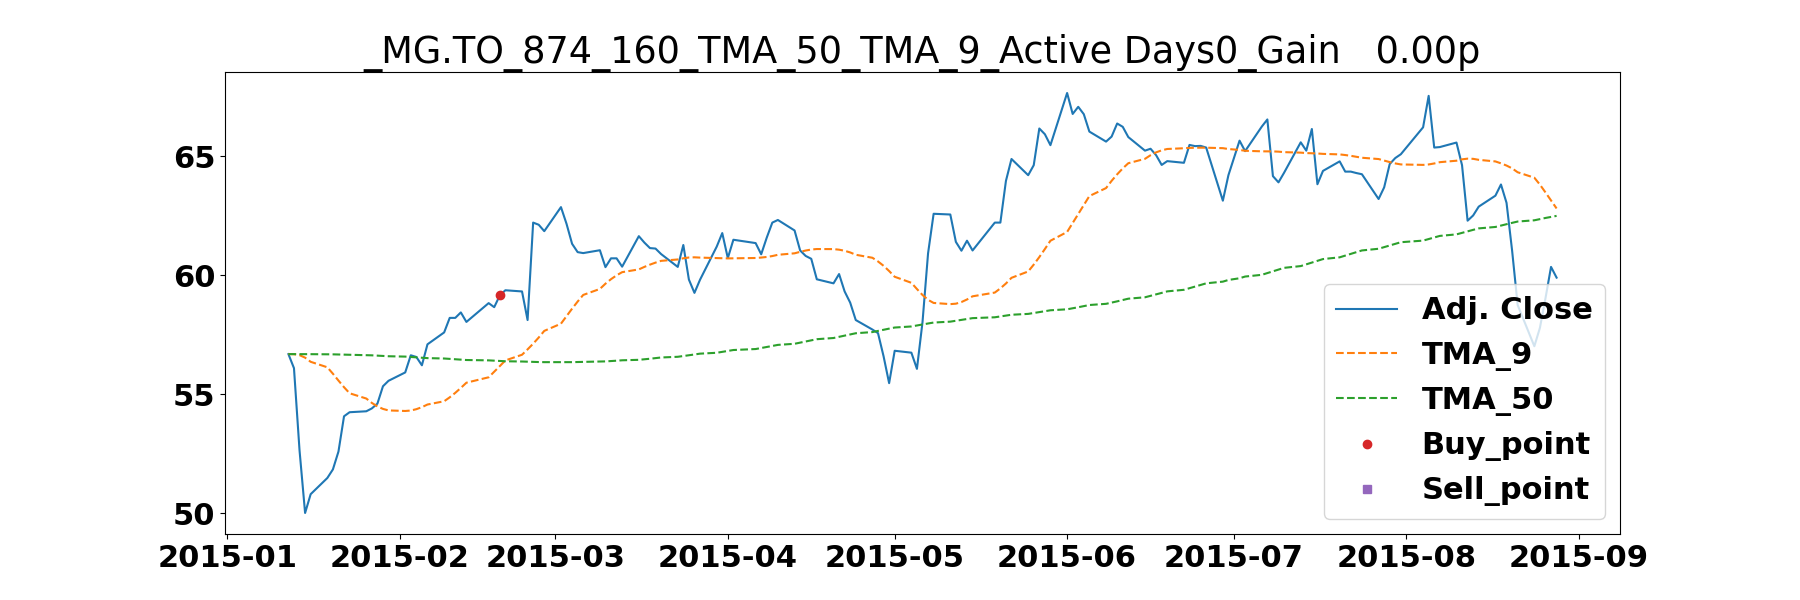 _MG.TO_874_160_TMA_50_TMA_9_Active Days0_Gain   0.00p
65
60
55
50
Adj. Close
TMA_9
TMA_50
Buy_point
Sell_point
2015-01 2015-02 2015-03 2015-04 2015-05 2015-06 2015-07 2015-08 2015-09